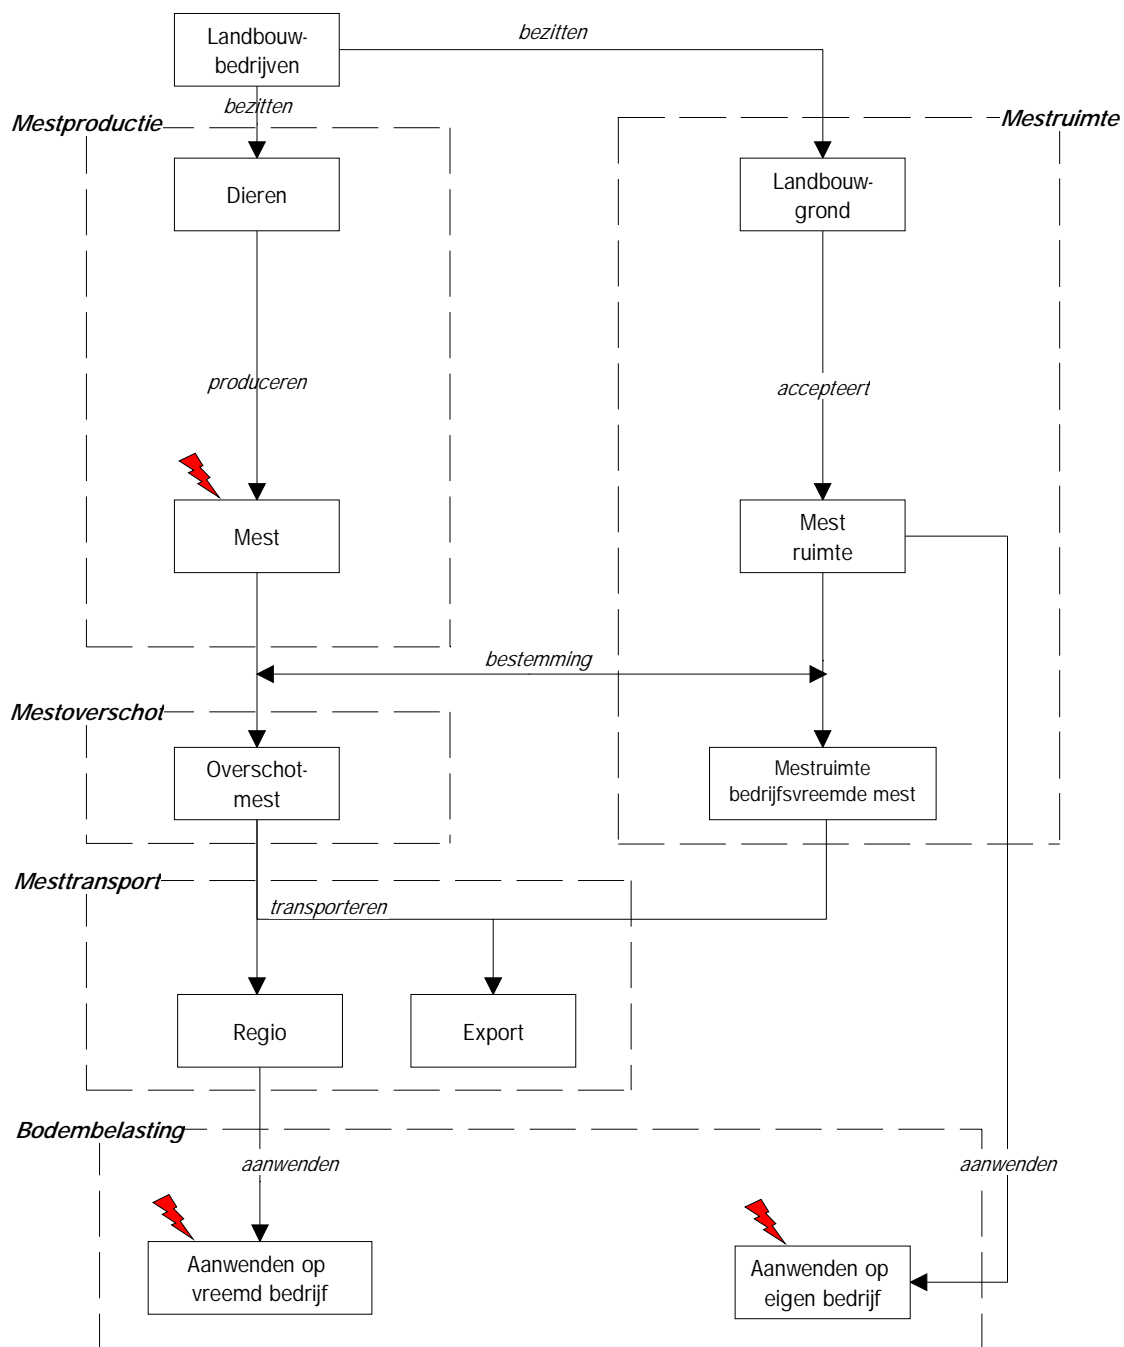 Landbouw-
bedrijven
bezitten
bezitten
Mestproductie
Mestruimte
Dieren
Landbouw-
grond
produceren
accepteert
Mest
Mest
ruimte
bestemming
Mestoverschot
Overschot-
mest
Mestruimte
bedrijfsvreemde mest
Mesttransport
transporteren
Regio
Export
Bodembelasting
aanwenden
aanwenden
Aanwenden op
vreemd bedrijf
Aanwenden op
eigen bedrijf